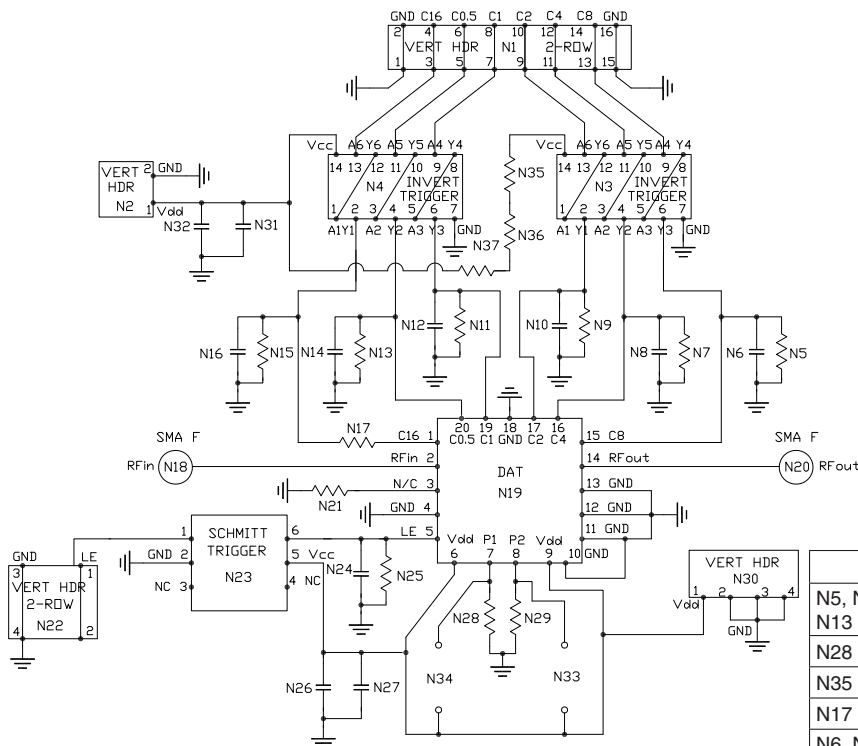 GND C16 C0.5 C1 C2 C4 C8 GND
2 4 6 8 10 12 14 16
VERT HDR N1 2-ROW
1 3 5 7 9 11 13 15
Vcc A6 Y6 A5 Y5 A4 Y4
14 13 12 11 10 9 8
N4 INVERT
TRIGGER
1 2 3 4 5 6 7
A1 Y1 A2 Y2 A3 Y3 GND
Vcc A6 Y6 A5 Y5 A4 Y4
14 13 12 11 10 9 8
N3 INVERT
TRIGGER
1 2 3 4 5 6 7
A1 Y1 A2 Y2 A3 Y3 GND
VERT 2 GND
HDR
N2 1 Vdd
N32 N31
N35
N36
N37
N16 N15 N14 N13 N12 N11 N10 N9 N8 N7 N6 N5
20 19 18 17 16
C0.5 C1 GND C2 C4
N17 C16 1
15 C8
SMA F
RFin N18 RFin 2
14 RFout
SMA F
N20 RFout
DAT
N19
N21 N/C 3
13 GND
GND 4
12 GND
LE 5
11 GND
Vdd P1 P2 Vdd
6 7 8 9 10 GND
1 SCHMITT 6
TRIGGER
GND 2 5 Vcc
N23
NC 3 4 NC
N24 N25
GND LE
3 1
VERT HDR
2-ROW
N22
4 2
N26 N27
N28 N29
N34 N33
VERT HDR
N30
1 2 3 4
Vdd
GND
N13
N28
N35
N17